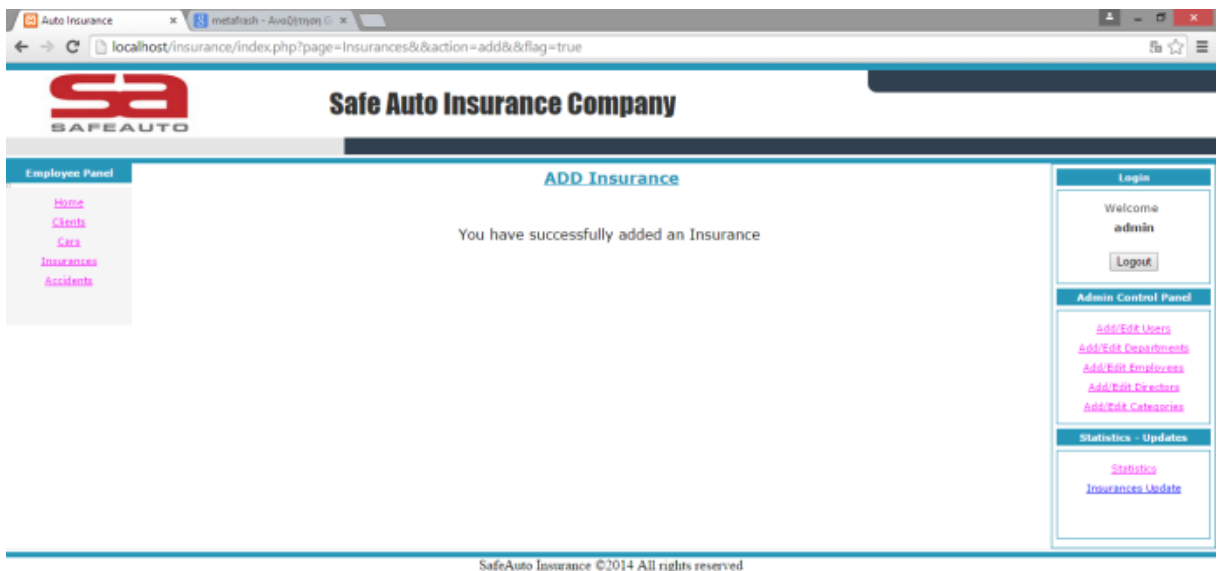 Auto Insurance
metafrash - Αναζήτηση G
localhost/insurance/index.php?page=Insurances&&action=add&&flag=true
sa
SAFEAUTO
Safe Auto Insurance Company
Employee Panel
Home
Clients
Cars
Insurances
Accidents
ADD Insurance
You have successfully added an Insurance
Login
Welcome
admin
Logout
Admin Control Panel
Add/Edit Users
Add/Edit Departments
Add/Edit Employees
Add/Edit Directors
Add/Edit Categories
Statistics - Updates
Statistics
Insurances Update
SafeAuto Insurance ©2014 All rights reserved